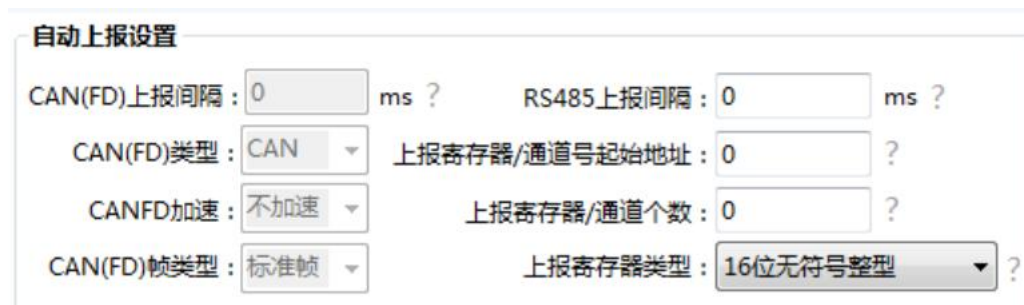 自动上报设置
CAN(FD)上报间隔：0 ms ? RS485上报间隔：0 ms ?
CAN(FD)类型：CAN 上报寄存器/通道号起始地址：0 ?
CANFD加速：不加速 上报寄存器/通道个数：0 ?
CAN(FD)帧类型：标准帧 上报寄存器类型：16位无符号整型 ?